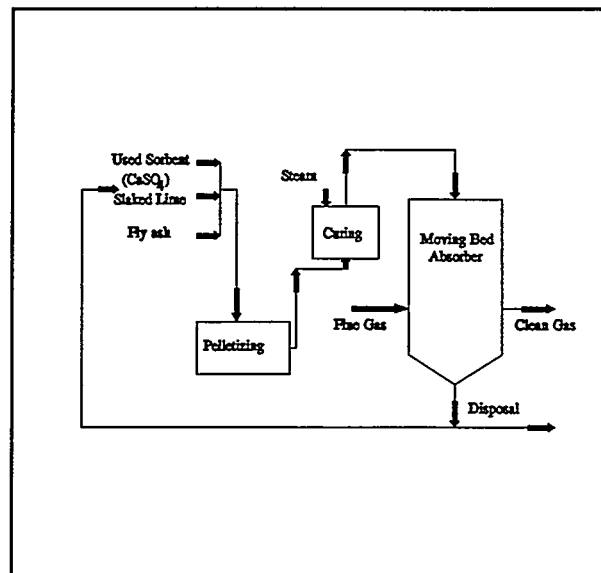 Used Sorbent
(CaSO4)
Slaked Lime
Fly ash
Steam
Curing
Moving Bed
Absorber
Flue Gas
Clean Gas
Pelletizing
Disposal